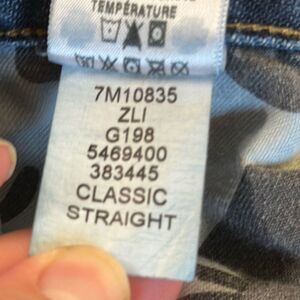 TEMPÉRATURE
7M10835
ZLI
G198
5469400
383445
CLASSIC
STRAIGHT